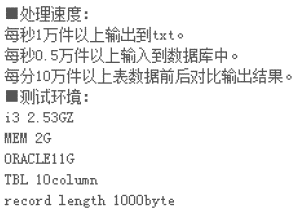 ■处理速度：
每秒1万件以上输出到txt。
每秒0.5万件以上输入到数据库中。
每分10万件以上表数据前后对比输出结果。
■测试环境：
i3 2.53GZ
MEM 2G
ORACLE11G
TBL 10column
record length 1000byte